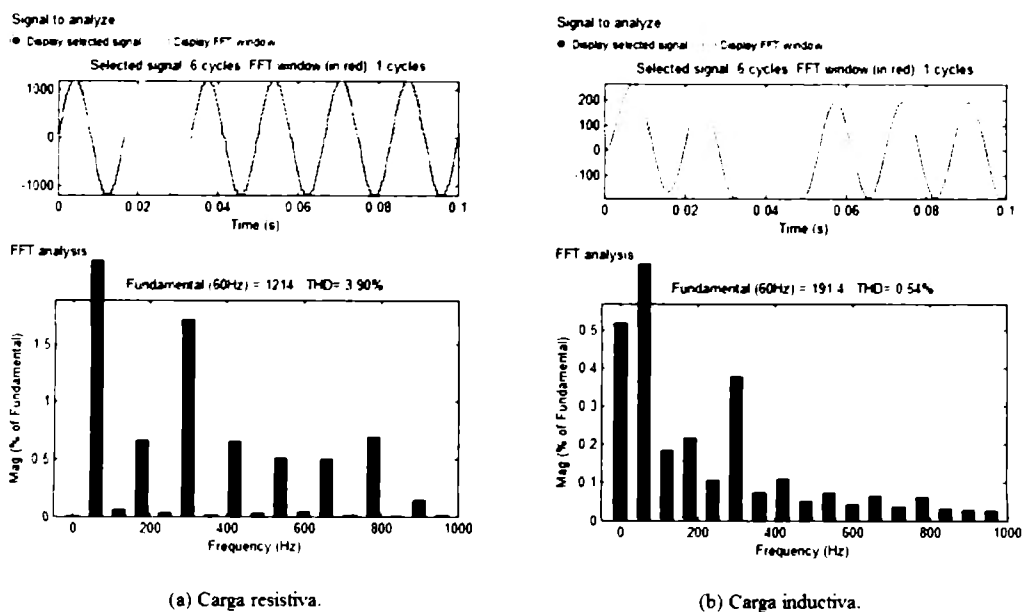 Signal to analyze
Display selected signal Display FFT window
Selected signal 6 cycles FFT window (in red) 1 cycles
1000
0
-1000
0 0 02 0 04 0 06 0 08 0 1
Time (s)
FFT analysis
Fundamental (60Hz) = 1214 THD= 3.90%
Mag (% of Fundamental)
1 5
1
0 5
0
0 200 400 600 800 1000
Frequency (Hz)
(a) Carga resistiva.
Signal to analyze
Display selected signal Display FFT window
Selected signal 6 cycles FFT window (in red) 1 cycles
200
100
0
-100
0 0 02 0 04 0 06 0 08 0.1
Time (s)
FFT analysis
Fundamental (60Hz) = 191 4 THD= 0.54%
Mag (% of Fundamental)
0 5
0 4
0 3
0 2
0.1
0
0 200 400 600 800 1000
Frequency (Hz)
(b) Carga inductiva.